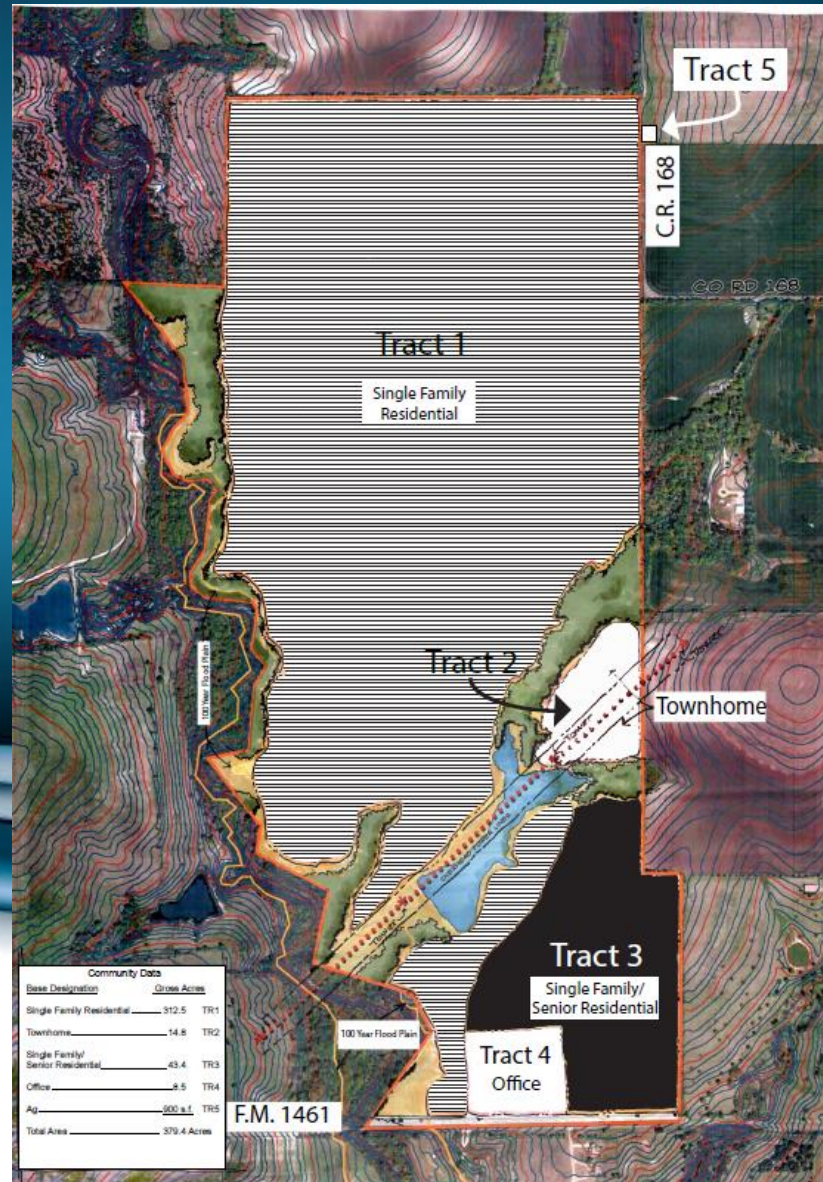 Tract 5
C.R. 168
CO RD 168
Tract 1
Single Family
Residential
100 Year Flood Plain
Tract 2
Townhome
Tract 3
Single Family/
Senior Residential
100 Year Flood Plain
Tract 4
Office
F.M. 1461
Community Data
Base Designation Gross Acres
Single Family Residential 312.5 TR1
Townhome 14.8 TR2
Single Family/
Senior Residential 43.4 TR3
Office 8.5 TR4
Ag 900 s.f. TR5
Total Area 379.4 Acres